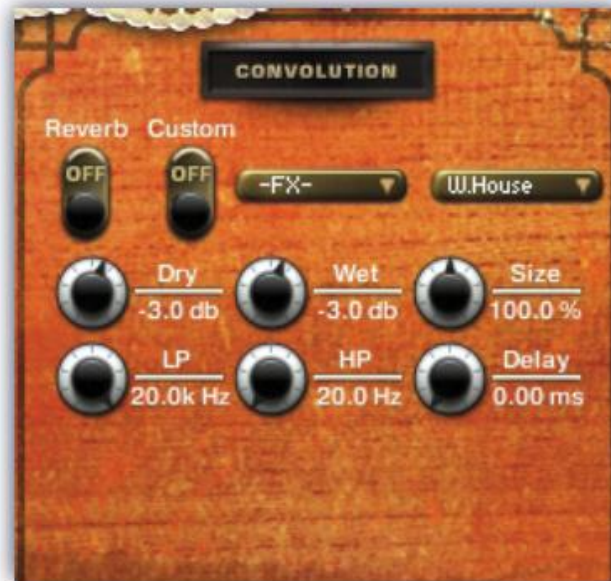 CONVOLUTION
Reverb Custom
OFF OFF -FX- W.House
Dry Wet Size
-3.0 db -3.0 db 100.0 %
LP HP Delay
20.0k Hz 20.0 Hz 0.00 ms